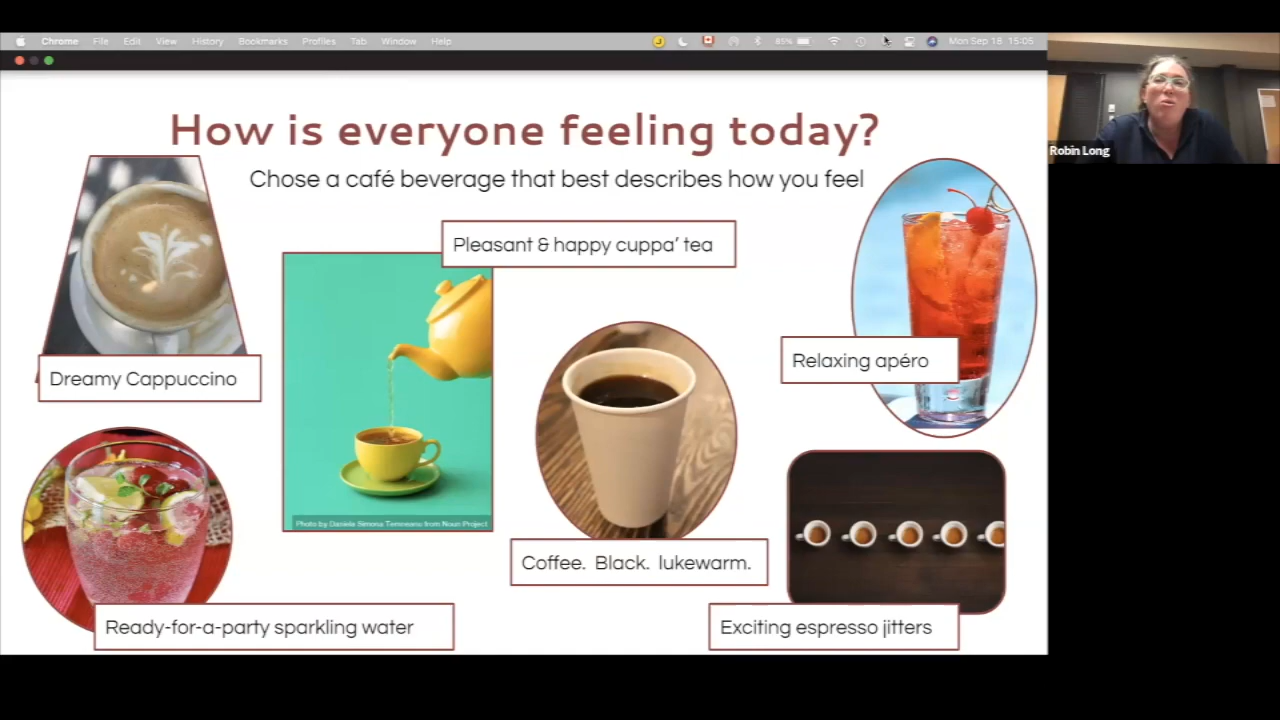 Chrome File Edit View History Bookmarks Profiles Tab Window Help 85% Mon Sep 18 15:05
How is everyone feeling today?
Chose a café beverage that best describes how you feel
Robin Long
Pleasant & happy cuppa’ tea
Relaxing apéro
Dreamy Cappuccino
Photo by Daniela Simona Temneanu from Noun Project
Coffee. Black. lukewarm.
Ready-for-a-party sparkling water
Exciting espresso jitters